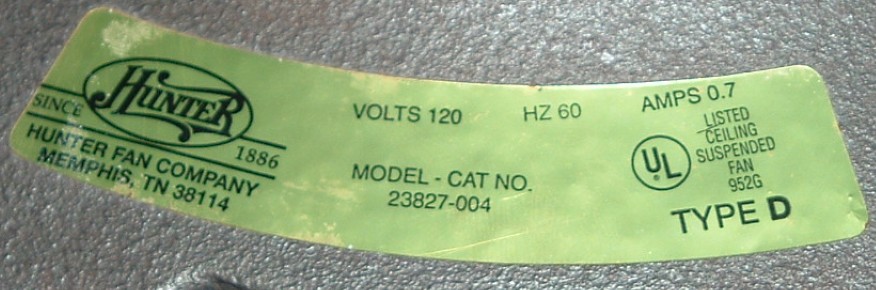 HUNTER
SINCE 1886
HUNTER FAN COMPANY
MEMPHIS, TN 38114
VOLTS 120 HZ 60 AMPS 0.7
MODEL - CAT NO.
23827-004
UL
LISTED
CEILING
SUSPENDED
FAN
952G
TYPE D